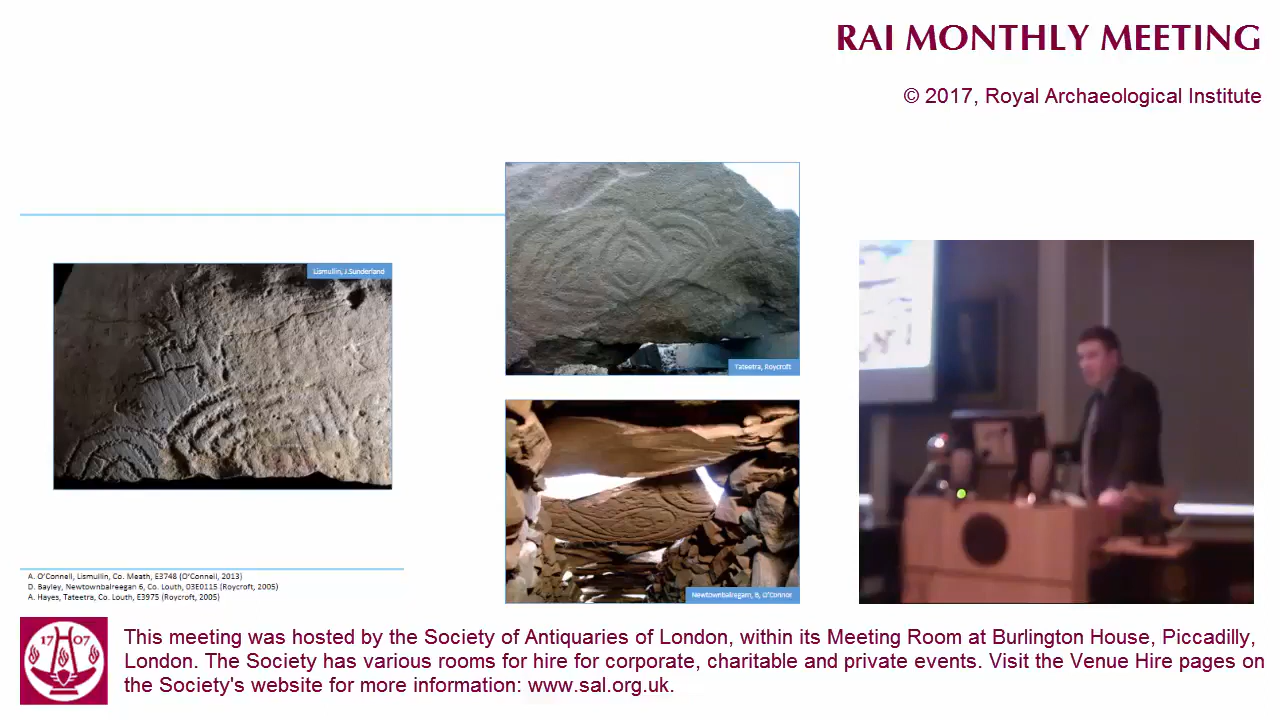 RAI MONTHLY MEETING
© 2017, Royal Archaeological Institute
Lismullin, J.Sunderland
Tateetra, Roycroft
Newtownbalregam, B, O'Connor
A. O'Connell, Lismullin, Co. Meath, E3748 (O'Connell, 2013)
D. Bayley, Newtownbalreegan 6, Co. Louth, 03E0115 (Roycroft, 2005)
A. Hayes, Tateetra, Co. Louth, E3975 (Roycroft, 2005)
17 07
This meeting was hosted by the Society of Antiquaries of London, within its Meeting Room at Burlington House, Piccadilly,
London. The Society has various rooms for hire for corporate, charitable and private events. Visit the Venue Hire pages on
the Society's website for more information: www.sal.org.uk.